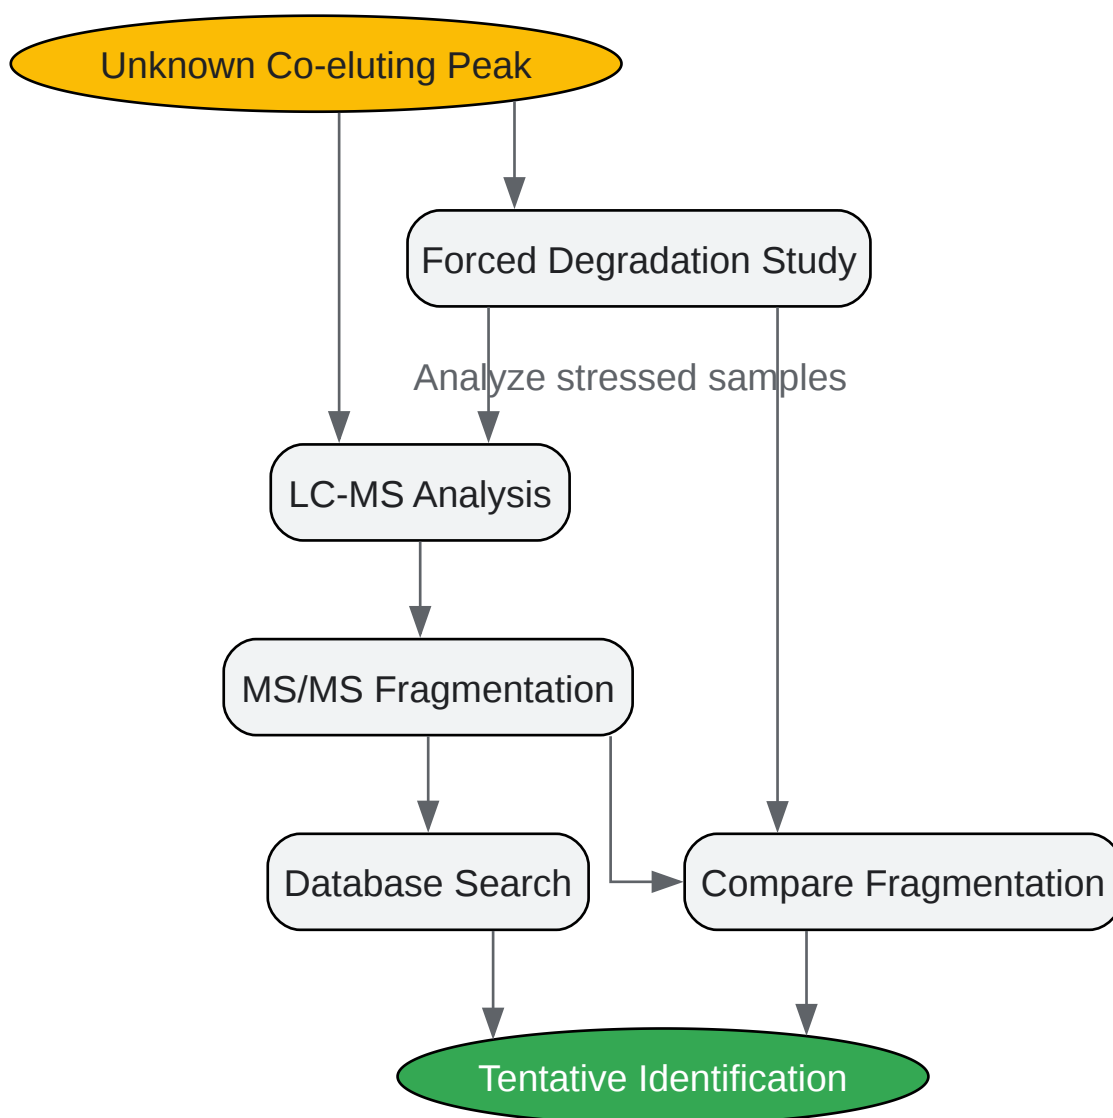 Unknown Co-eluting Peak
Forced Degradation Study
Analyze stressed samples
LC-MS Analysis
MS/MS Fragmentation
Database Search
Compare Fragmentation
Tentative Identification